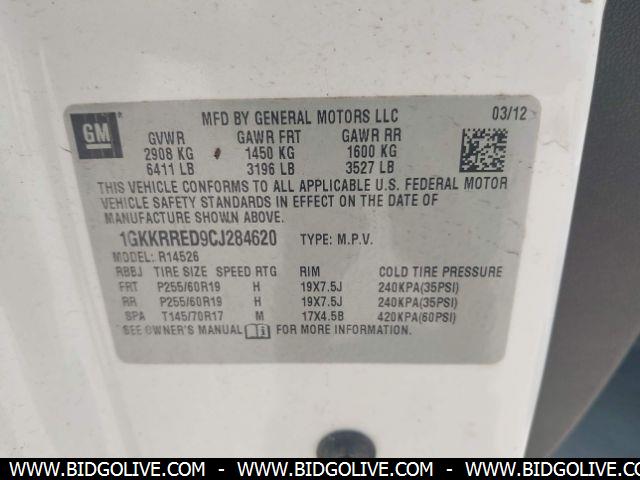 GM
MFD BY GENERAL MOTORS LLC 03/12
GVWR GAWR FRT GAWR RR
2908 KG 1450 KG 1600 KG
6411 LB 3196 LB 3527 LB
THIS VEHICLE CONFORMS TO ALL APPLICABLE U.S. FEDERAL MOTOR
VEHICLE SAFETY STANDARDS IN EFFECT ON THE DATE OF
MANUFACTURE SHOWN ABOVE.
1GKKRRED9CJ284620 TYPE: M.P.V.
MODEL: R14526
RBBJ TIRE SIZE SPEED RTG RIM COLD TIRE PRESSURE
FRT P255/60R19 H 19X7.5J 240KPA(35PSI)
RR P255/60R19 H 19X7.5J 240KPA(35PSI)
SPA T145/70R17 M 17X4.5B 420KPA(60PSI)
SEE OWNER'S MANUAL FOR MORE INFORMATION.
WWW.BIDGOLIVE.COM - WWW.BIDGOLIVE.COM - WWW.BIDGOLIVE.COM